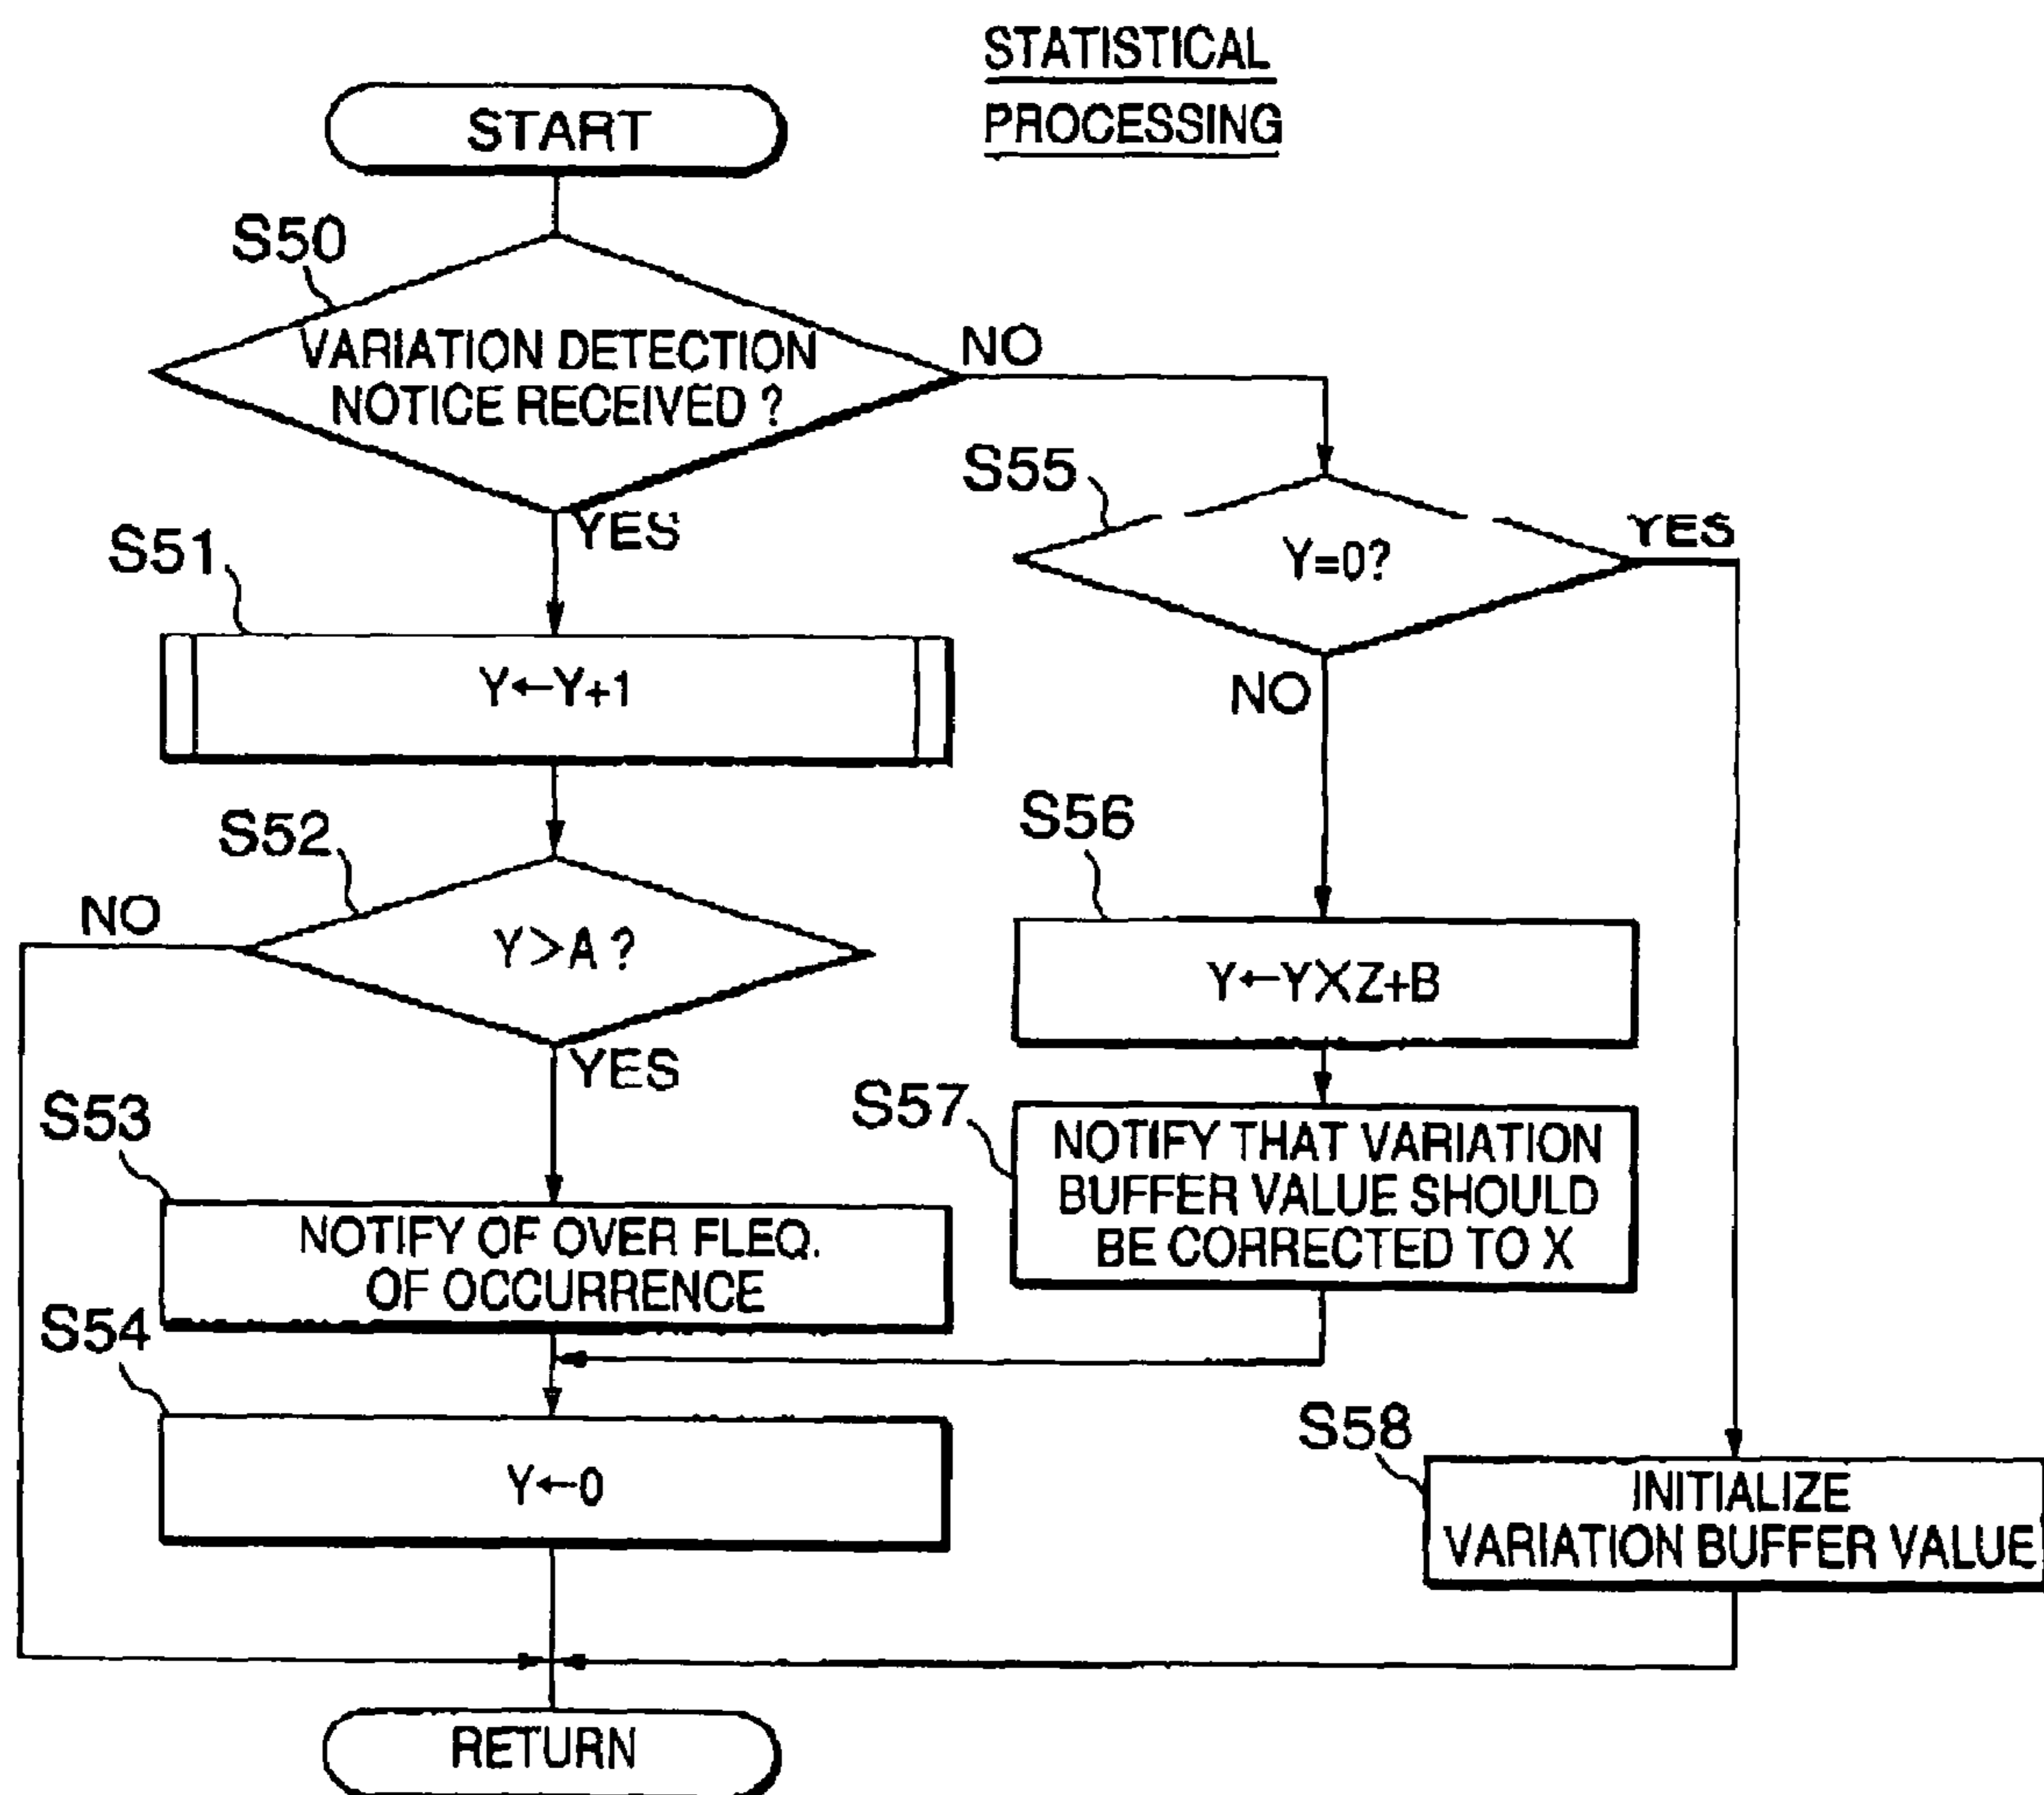 STATISTICAL
PROCESSING
START
S50
VARIATION DETECTION
NOTICE RECEIVED ?
NO
YES
S55
Y=0?
YES
NO
S51
Y←Y+1
S52
NO
Y>A ?
YES
S56
Y←Y×Z+B
S57
NOTIFY THAT VARIATION
BUFFER VALUE SHOULD
BE CORRECTED TO X
S53
NOTIFY OF OVER FLEQ.
OF OCCURRENCE
S54
Y←0
S58
INITIALIZE
VARIATION BUFFER VALUE
RETURN